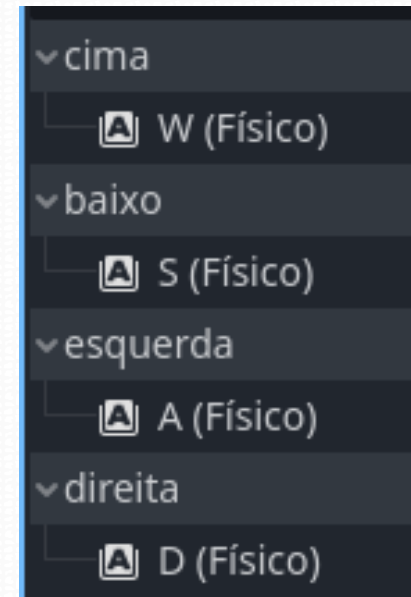 cima
W (Físico)
baixo
S (Físico)
esquerda
A (Físico)
direita
D (Físico)